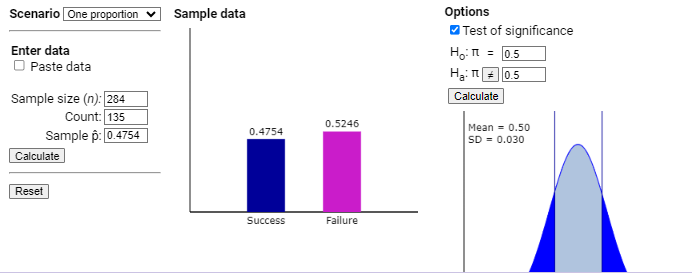 Scenario One proportion
Enter data
Paste data
Sample size (n): 284
Count: 135
Sample p̂: 0.4754
Calculate
Reset
Sample data
0.4754
0.5246
Success
Failure
Options
Test of significance
Ho: π = 0.5
Ha: π ≠ 0.5
Calculate
Mean = 0.50
SD = 0.030